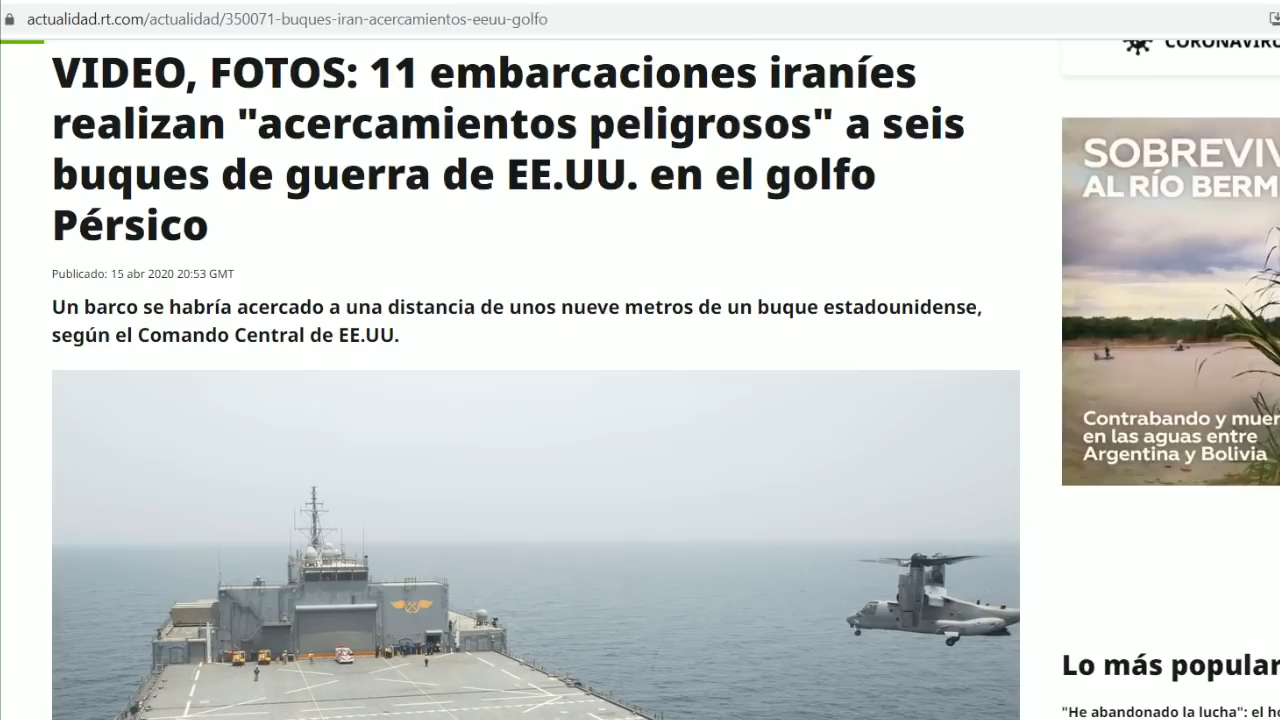 actualidad.rt.com/actualidad/350071-buques-iran-acercamientos-eeuu-golfo
CORONAVIRU
VIDEO, FOTOS: 11 embarcaciones iraníes
realizan "acercamientos peligrosos" a seis
buques de guerra de EE.UU. en el golfo
Pérsico
Publicado: 15 abr 2020 20:53 GMT
Un barco se habría acercado a una distancia de unos nueve metros de un buque estadounidense,
según el Comando Central de EE.UU.
SOBREVIV
AL RÍO BERM
Contrabando y muer
en las aguas entre
Argentina y Bolivia
Lo más popular
"He abandonado la lucha": el ho